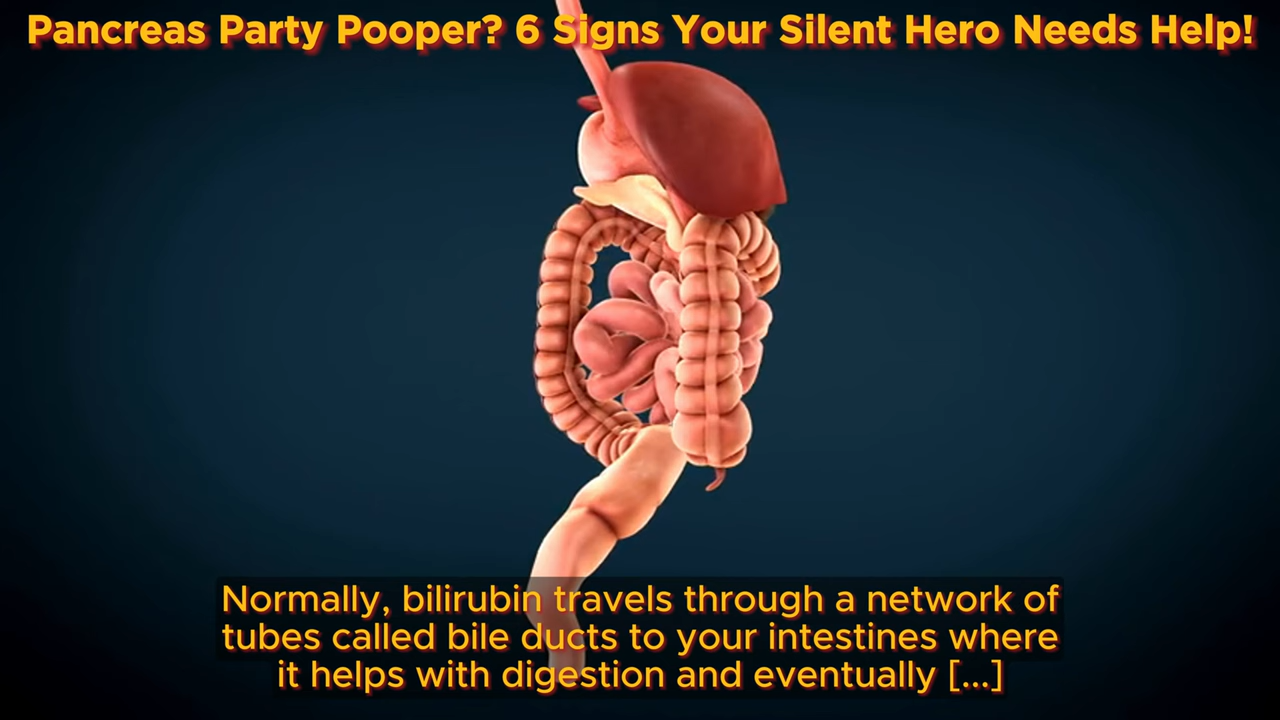 Pancreas Party Pooper? 6 Signs Your Silent Hero Needs Help!
Normally, bilirubin travels through a network of
tubes called bile ducts to your intestines where
it helps with digestion and eventually [...]